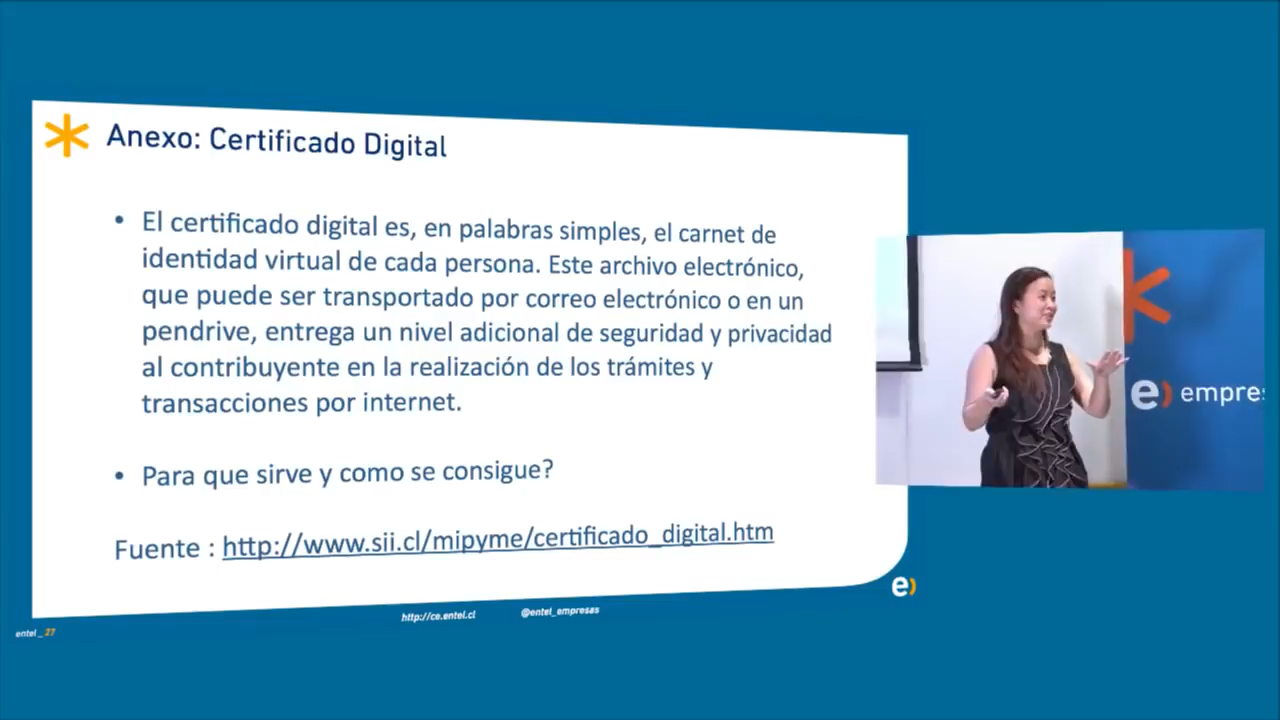 Anexo: Certificado Digital
• El certificado digital es, en palabras simples, el carnet de
identidad virtual de cada persona. Este archivo electrónico,
que puede ser transportado por correo electrónico o en un
pendrive, entrega un nivel adicional de seguridad y privacidad
al contribuyente en la realización de los trámites y
transacciones por internet.
• Para que sirve y como se consigue?
Fuente : http://www.sii.cl/mipyme/certificado_digital.htm
e)
http://ce.entel.cl @entel_empresas
entel _ 27
e) empres